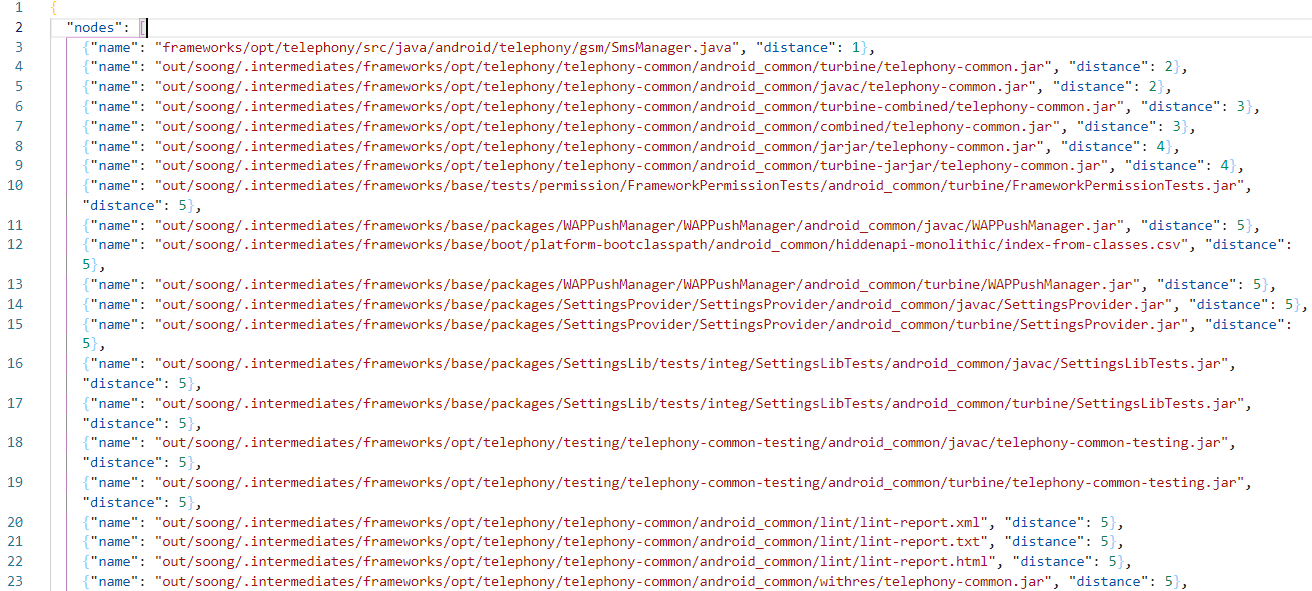 1 {
2 "nodes": [
3 {"name": "frameworks/opt/telephony/src/java/android/telephony/gsm/SmsManager.java", "distance": 1},
4 {"name": "out/soong/.intermediates/frameworks/opt/telephony/telephony-common/android_common/turbine/telephony-common.jar", "distance": 2},
5 {"name": "out/soong/.intermediates/frameworks/opt/telephony/telephony-common/android_common/javac/telephony-common.jar", "distance": 2},
6 {"name": "out/soong/.intermediates/frameworks/opt/telephony/telephony-common/android_common/turbine-combined/telephony-common.jar", "distance": 3},
7 {"name": "out/soong/.intermediates/frameworks/opt/telephony/telephony-common/android_common/combined/telephony-common.jar", "distance": 3},
8 {"name": "out/soong/.intermediates/frameworks/opt/telephony/telephony-common/android_common/jarjar/telephony-common.jar", "distance": 4},
9 {"name": "out/soong/.intermediates/frameworks/opt/telephony/telephony-common/android_common/turbine-jarjar/telephony-common.jar", "distance": 4},
10 {"name": "out/soong/.intermediates/frameworks/base/tests/permission/FrameworkPermissionTests/android_common/turbine/FrameworkPermissionTests.jar",
"distance": 5},
11 {"name": "out/soong/.intermediates/frameworks/base/packages/WAPPushManager/WAPPushManager/android_common/javac/WAPPushManager.jar", "distance": 5},
12 {"name": "out/soong/.intermediates/frameworks/base/boot/platform-bootclasspath/android_common/hiddenapi-monolithic/index-from-classes.csv", "distance":
5},
13 {"name": "out/soong/.intermediates/frameworks/base/packages/WAPPushManager/WAPPushManager/android_common/turbine/WAPPushManager.jar", "distance": 5},
14 {"name": "out/soong/.intermediates/frameworks/base/packages/SettingsProvider/SettingsProvider/android_common/javac/SettingsProvider.jar", "distance": 5},
15 {"name": "out/soong/.intermediates/frameworks/base/packages/SettingsProvider/SettingsProvider/android_common/turbine/SettingsProvider.jar", "distance":
5},
16 {"name": "out/soong/.intermediates/frameworks/base/packages/SettingsLib/tests/integ/SettingsLibTests/android_common/javac/SettingsLibTests.jar",
"distance": 5},
17 {"name": "out/soong/.intermediates/frameworks/base/packages/SettingsLib/tests/integ/SettingsLibTests/android_common/turbine/SettingsLibTests.jar",
"distance": 5},
18 {"name": "out/soong/.intermediates/frameworks/opt/telephony/testing/telephony-common-testing/android_common/javac/telephony-common-testing.jar",
"distance": 5},
19 {"name": "out/soong/.intermediates/frameworks/opt/telephony/testing/telephony-common-testing/android_common/turbine/telephony-common-testing.jar",
"distance": 5},
20 {"name": "out/soong/.intermediates/frameworks/opt/telephony/telephony-common/android_common/lint/lint-report.xml", "distance": 5},
21 {"name": "out/soong/.intermediates/frameworks/opt/telephony/telephony-common/android_common/lint/lint-report.txt", "distance": 5},
22 {"name": "out/soong/.intermediates/frameworks/opt/telephony/telephony-common/android_common/lint/lint-report.html", "distance": 5},
23 {"name": "out/soong/.intermediates/frameworks/opt/telephony/telephony-common/android_common/withres/telephony-common.jar", "distance": 5},